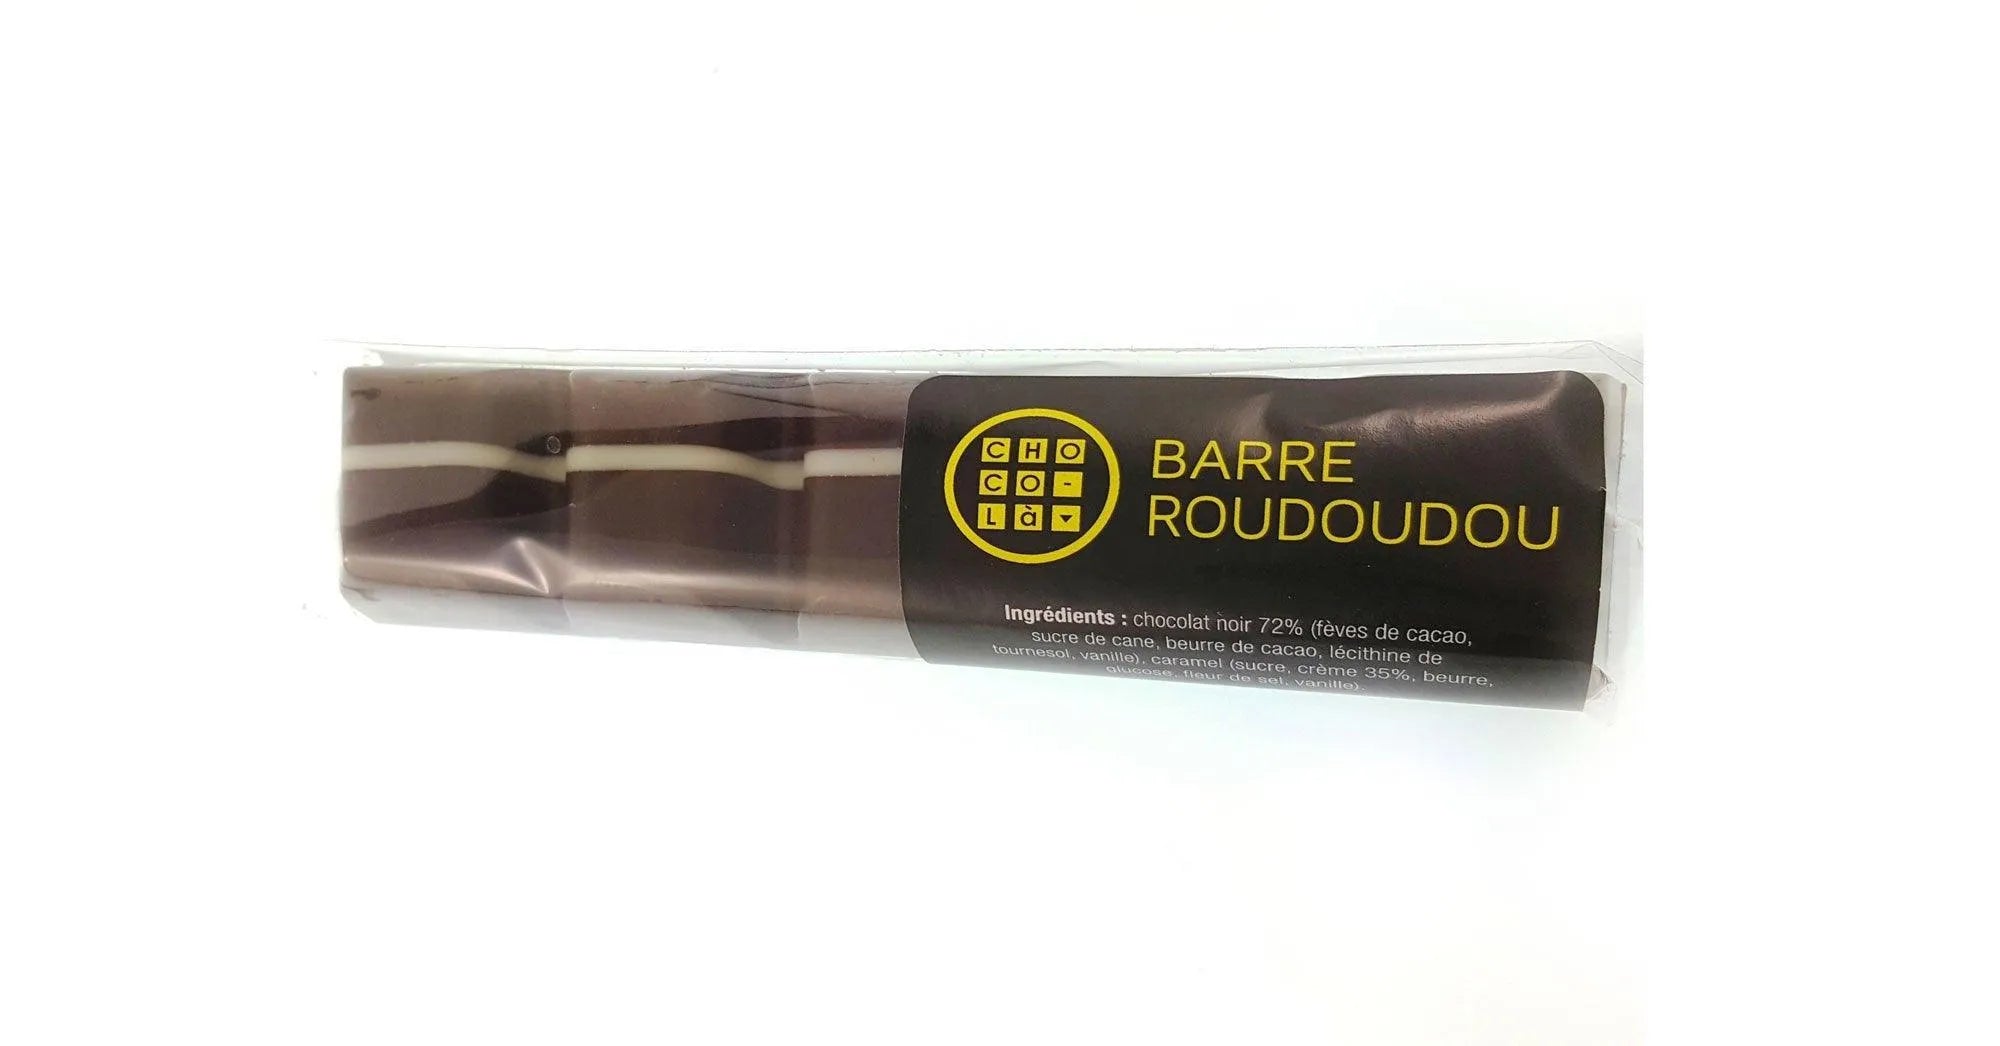 CHO
CO-
Là
BARRE
ROUDOUDOU
Ingrédients : chocolat noir 72% (fèves de cacao,
sucre de cane, beurre de cacao, lécithine de
tournesol, vanille), caramel (sucre, crème 35%, beurre,
glucose, fleur de sel, vanille).